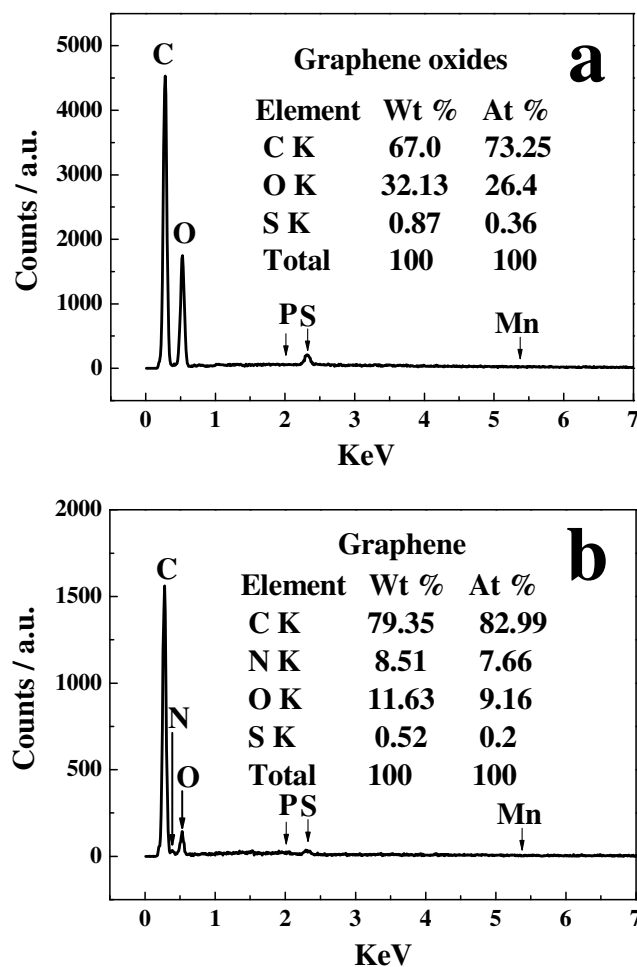 a
Graphene oxides
Element Wt % At %
C K 67.0 73.25
O K 32.13 26.4
S K 0.87 0.36
Total 100 100
C
O
P S
Mn
5000
4000
3000
2000
1000
0
0 1 2 3 4 5 6 7
Counts / a.u.
KeV
b
Graphene
Element Wt % At %
C K 79.35 82.99
N K 8.51 7.66
O K 11.63 9.16
S K 0.52 0.2
Total 100 100
C
N
O
P S
Mn
2000
1500
1000
500
0
0 1 2 3 4 5 6 7
Counts / a.u.
KeV